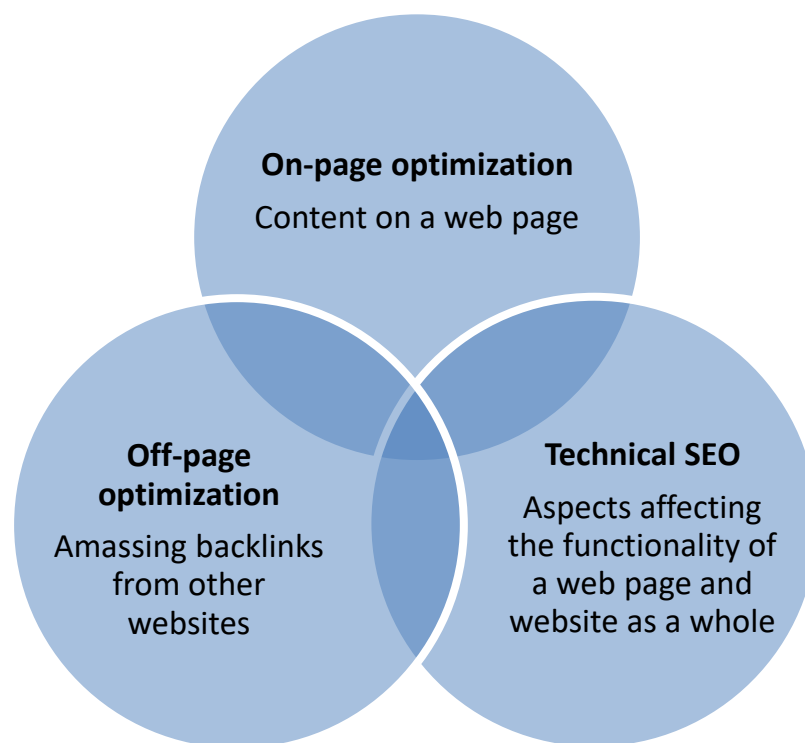 On-page optimization
Content on a web page
Off-page
optimization
Amassing backlinks
from other
websites
Technical SEO
Aspects affecting
the functionality of
a web page and
website as a whole